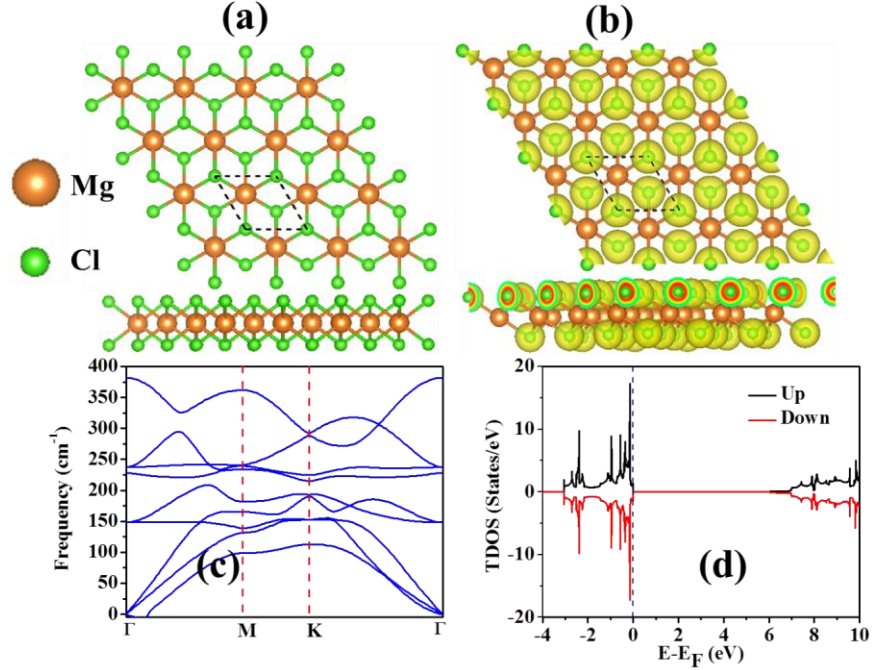 (a)
(b)
Mg
Cl
400
350
300
250
200
150
100
50
0
Frequency (cm⁻¹)
Γ
M
K
Γ
(c)
20
10
0
-10
-20
TDOS (States/eV)
Up
Down
(d)
-4
-2
0
2
4
6
8
10
E-E_F (eV)